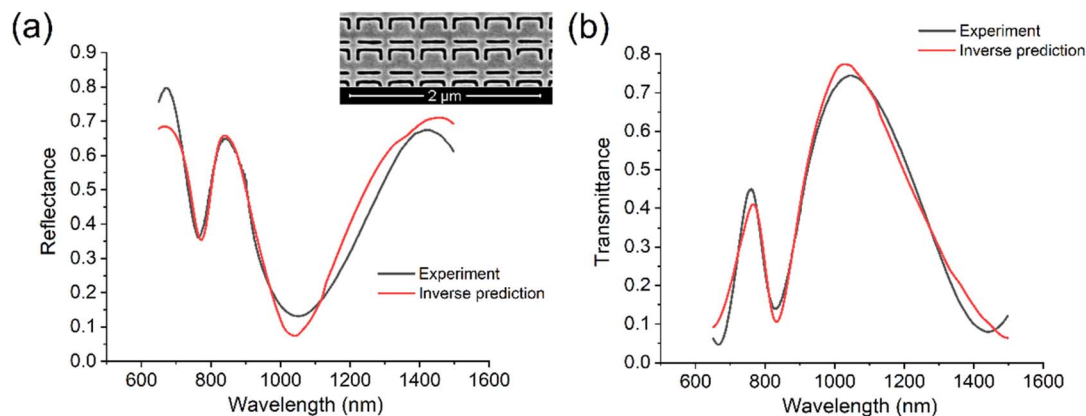 (a)
2 μm
0.9
0.8
0.7
0.6
0.5
0.4
0.3
0.2
0.1
0.0
Reflectance
Experiment
Inverse prediction
600 800 1000 1200 1400 1600
Wavelength (nm)
(b)
Experiment
Inverse prediction
0.8
0.7
0.6
0.5
0.4
0.3
0.2
0.1
0.0
Transmittance
600 800 1000 1200 1400 1600
Wavelength (nm)